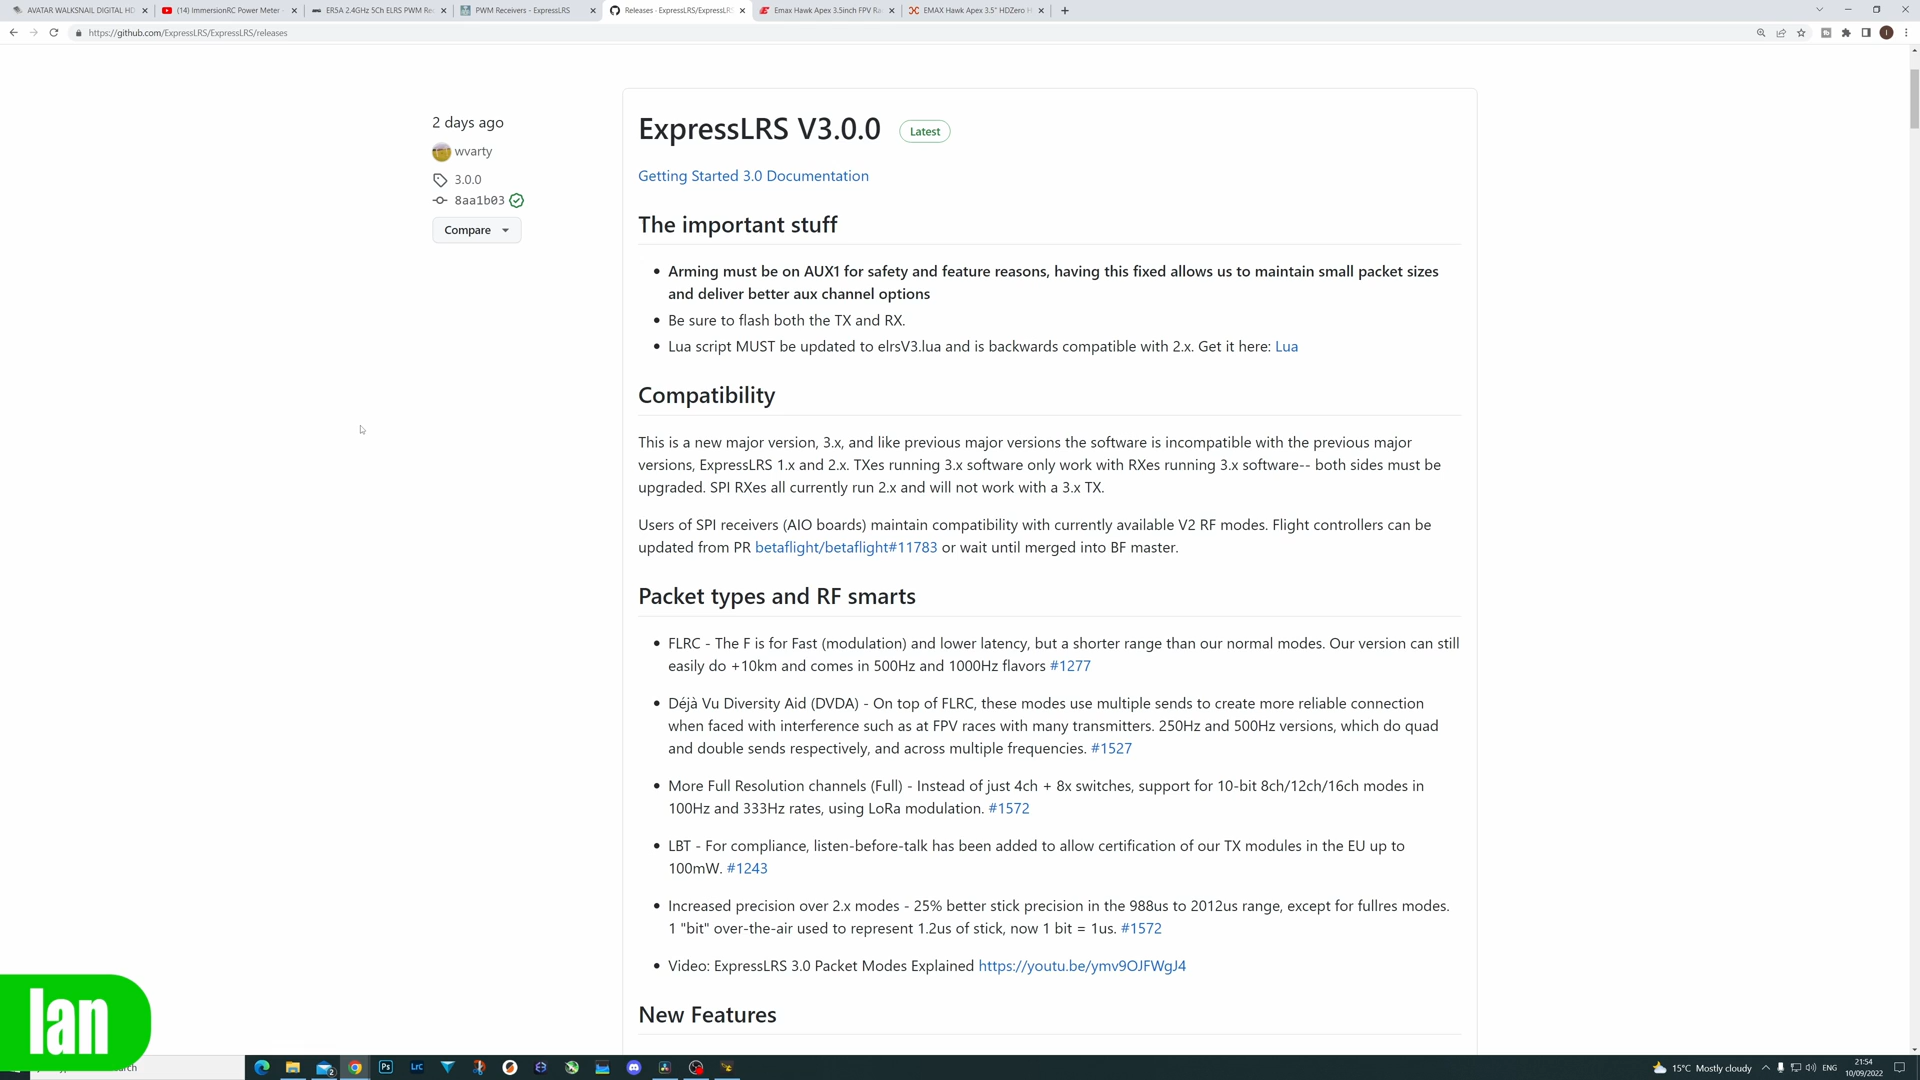 AVATAR WALKSNAIL DIGITAL HD
(14) ImmersionRC Power Meter -
ER5A 2.4GHz 5Ch ELRS PWM Re
PWM Receivers - ExpressLRS
Releases · ExpressLRS/ExpressLRS
Emax Hawk Apex 3.5inch FPV Ra
EMAX Hawk Apex 3.5" HDZero
https://github.com/ExpressLRS/ExpressLRS/releases
2 days ago
wvarty
3.0.0
8aa1b03
Compare
ExpressLRS V3.0.0 Latest
Getting Started 3.0 Documentation
The important stuff
• Arming must be on AUX1 for safety and feature reasons, having this fixed allows us to maintain small packet sizes
and deliver better aux channel options
• Be sure to flash both the TX and RX.
• Lua script MUST be updated to elrsV3.lua and is backwards compatible with 2.x. Get it here: Lua
Compatibility
This is a new major version, 3.x, and like previous major versions the software is incompatible with the previous major
versions, ExpressLRS 1.x and 2.x. TXes running 3.x software only work with RXes running 3.x software-- both sides must be
upgraded. SPI RXes all currently run 2.x and will not work with a 3.x TX.
Users of SPI receivers (AIO boards) maintain compatibility with currently available V2 RF modes. Flight controllers can be
updated from PR betaflight/betaflight#11783 or wait until merged into BF master.
Packet types and RF smarts
• FLRC - The F is for Fast (modulation) and lower latency, but a shorter range than our normal modes. Our version can still
easily do +10km and comes in 500Hz and 1000Hz flavors #1277
• Déjà Vu Diversity Aid (DVDA) - On top of FLRC, these modes use multiple sends to create more reliable connection
when faced with interference such as at FPV races with many transmitters. 250Hz and 500Hz versions, which do quad
and double sends respectively, and across multiple frequencies. #1527
• More Full Resolution channels (Full) - Instead of just 4ch + 8x switches, support for 10-bit 8ch/12ch/16ch modes in
100Hz and 333Hz rates, using LoRa modulation. #1572
• LBT - For compliance, listen-before-talk has been added to allow certification of our TX modules in the EU up to
100mW. #1243
• Increased precision over 2.x modes - 25% better stick precision in the 988us to 2012us range, except for fullres modes.
1 "bit" over-the-air used to represent 1.2us of stick, now 1 bit = 1us. #1572
• Video: ExpressLRS 3.0 Packet Modes Explained https://youtu.be/ymv9OJFWgJ4
New Features
Ian
Ps
LrC
2
15°C Mostly cloudy
ENG
21:54
10/09/2022